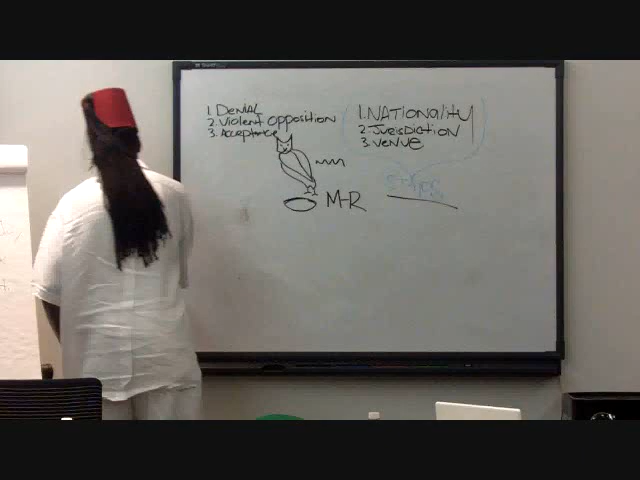 1. DENIAL
2. Violent opposition
3. Acceptance
1. NATionaliTy
2. JURisDicTion
3. Venue
M-R